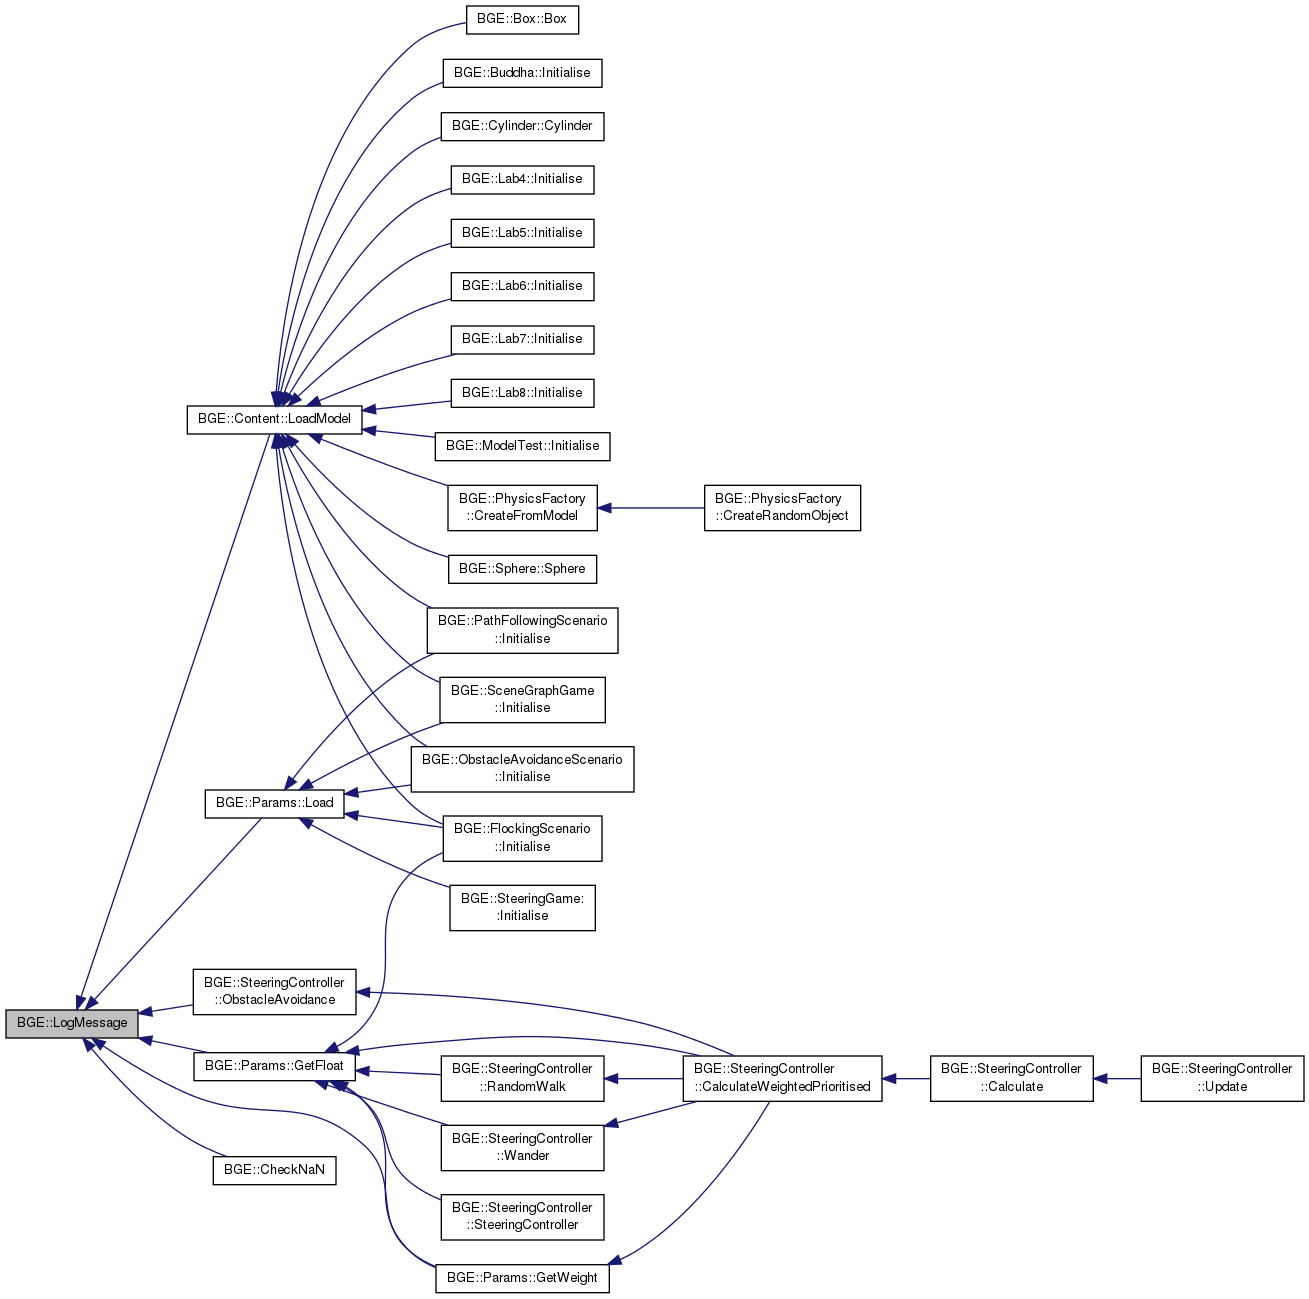 BGE::Box::Box
BGE::Buddha::Initialise
BGE::Cylinder::Cylinder
BGE::Lab4::Initialise
BGE::Lab5::Initialise
BGE::Lab6::Initialise
BGE::Lab7::Initialise
BGE::Lab8::Initialise
BGE::Content::LoadModel
BGE::ModelTest::Initialise
BGE::PhysicsFactory
::CreateFromModel
BGE::PhysicsFactory
::CreateRandomObject
BGE::Sphere::Sphere
BGE::PathFollowingScenario
::Initialise
BGE::SceneGraphGame
::Initialise
BGE::ObstacleAvoidanceScenario
::Initialise
BGE::Params::Load
BGE::FlockingScenario
::Initialise
BGE::SteeringGame:
:Initialise
BGE::SteeringController
::ObstacleAvoidance
BGE::LogMessage
BGE::Params::GetFloat
BGE::SteeringController
::RandomWalk
BGE::SteeringController
::CalculateWeightedPrioritised
BGE::SteeringController
::Calculate
BGE::SteeringController
::Update
BGE::SteeringController
::Wander
BGE::CheckNaN
BGE::SteeringController
::SteeringController
BGE::Params::GetWeight